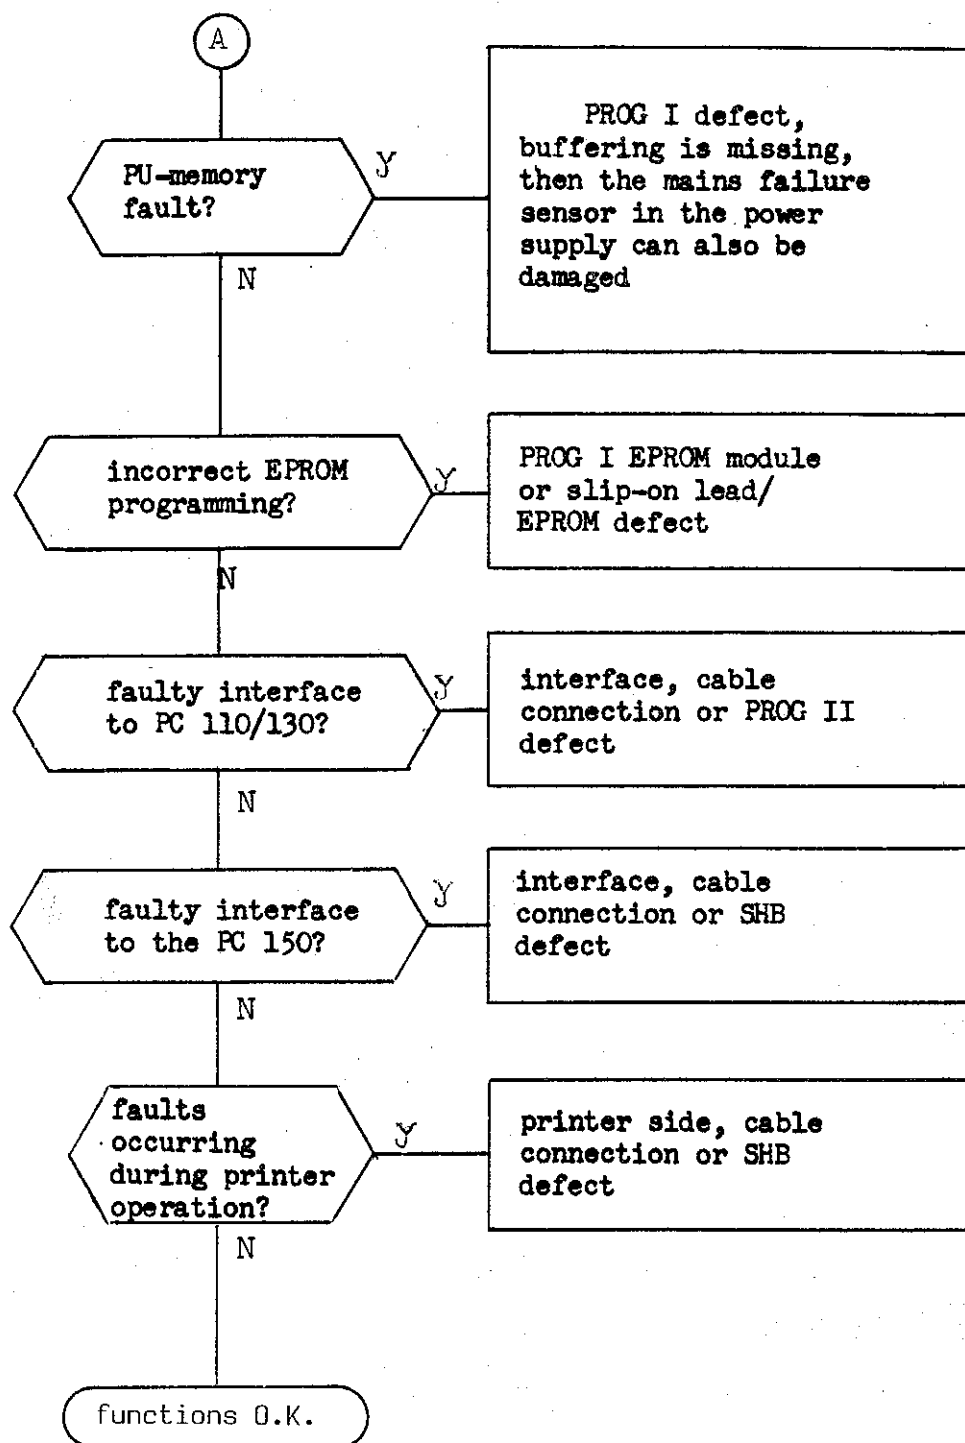 A
PU-memory
fault?
Y
PROG I defect,
buffering is missing,
then the mains failure
sensor in the power
supply can also be
damaged
N
incorrect EPROM
programming?
Y
PROG I EPROM module
or slip-on lead/
EPROM defect
N
faulty interface
to PC 110/130?
Y
interface, cable
connection or PROG II
defect
N
faulty interface
to the PC 150?
Y
interface, cable
connection or SHB
defect
N
faults
occurring
during printer
operation?
Y
printer side, cable
connection or SHB
defect
N
functions O.K.